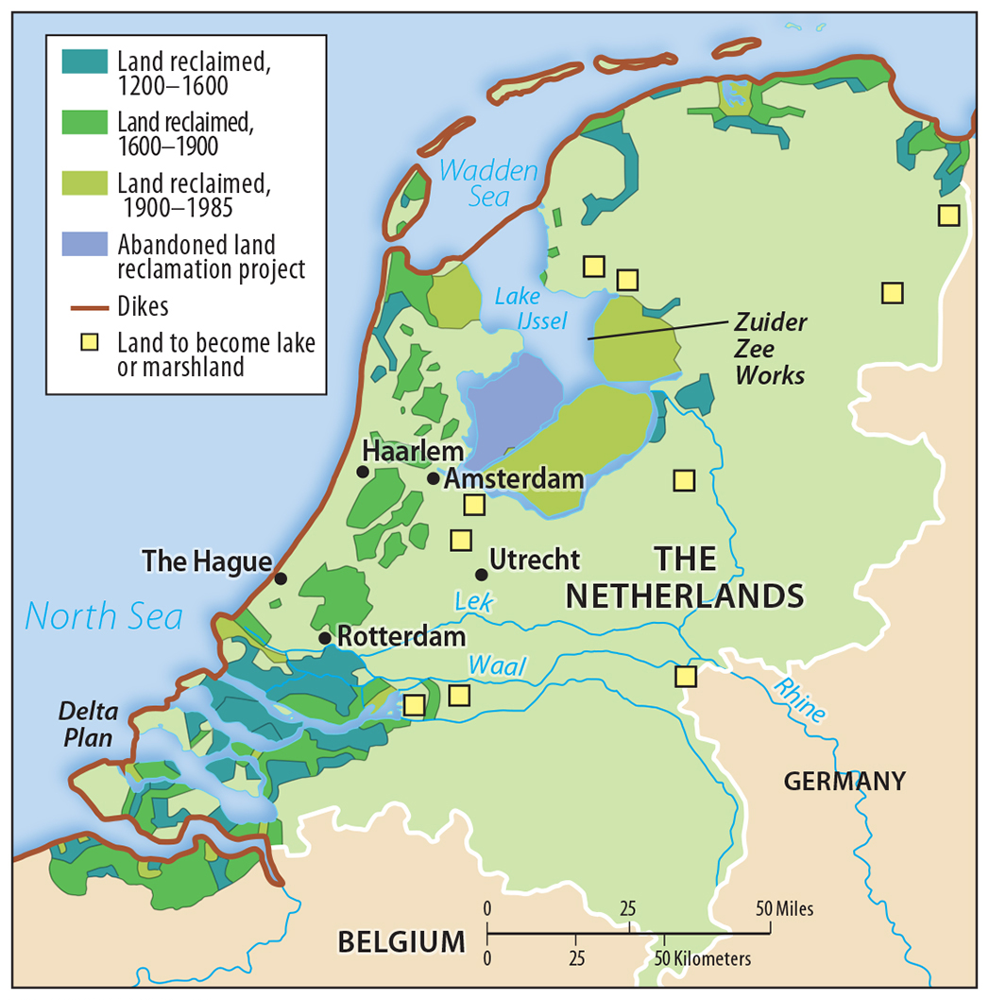 Land reclaimed,
1200–1600
Land reclaimed,
1600–1900
Land reclaimed,
1900–1985
Abandoned land
reclamation project
Dikes
Land to become lake
or marshland
Wadden
Sea
Lake
IJssel
Zuider
Zee
Works
Haarlem
Amsterdam
The Hague
Utrecht
THE
NETHERLANDS
Lek
North Sea
Rotterdam
Waal
Rhine
Delta
Plan
GERMANY
BELGIUM
0 25 50 Miles
0 25 50 Kilometers